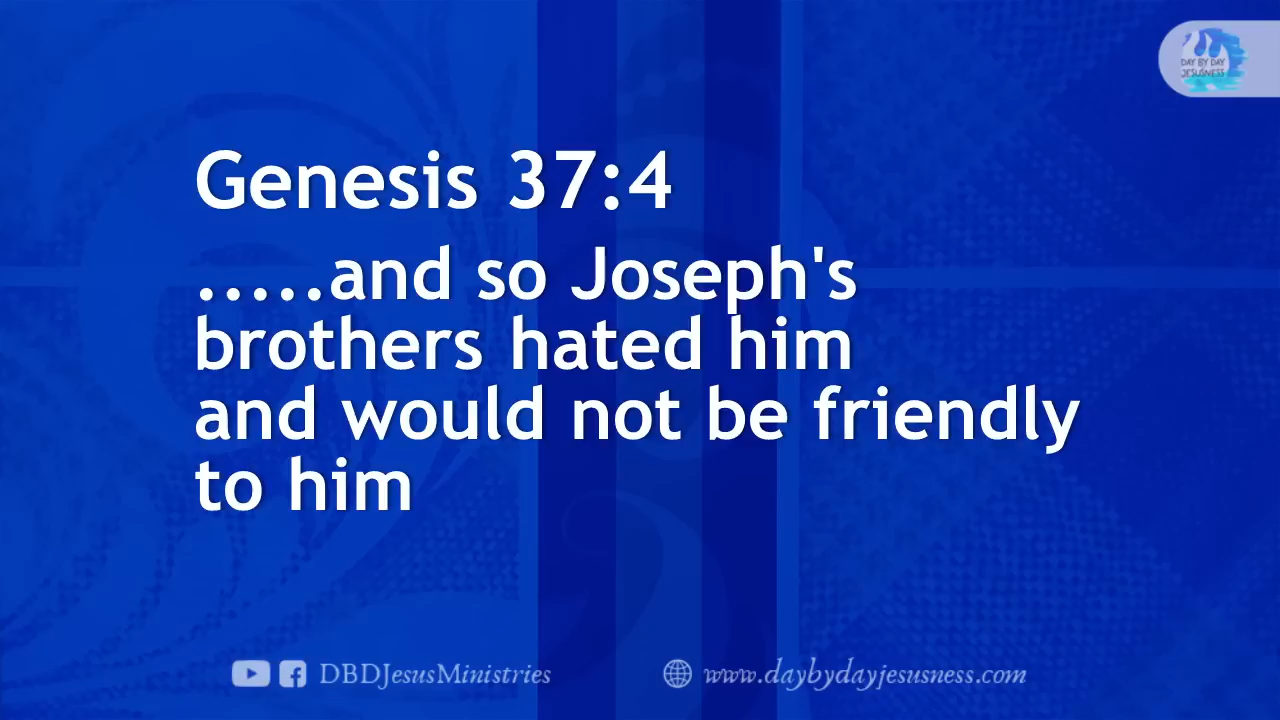 DAY BY DAY
JESUSNESS
Genesis 37:4
.....and so Joseph's
brothers hated him
and would not be friendly
to him
DBDJesusMinistries
www.daybydayjesusness.com